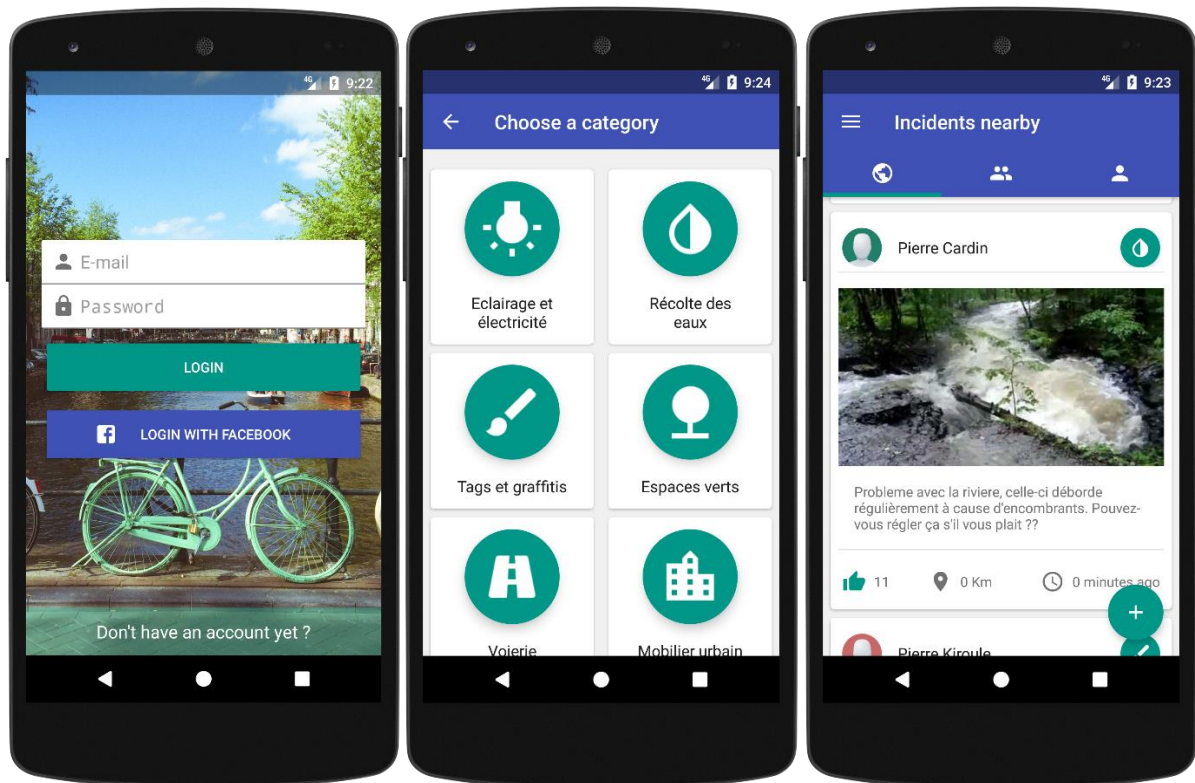 4G 9:22
E-mail
Password
LOGIN
LOGIN WITH FACEBOOK
Don't have an account yet ?
4G 9:24
Choose a category
Eclairage et
électricité
Récolte des
eaux
Tags et graffitis
Espaces verts
Voierie
Mobilier urbain
4G 9:23
Incidents nearby
Pierre Cardin
Probleme avec la riviere, celle-ci déborde
régulièrement à cause d'encombrants. Pouvez-
vous régler ça s'il vous plait ??
11
0 Km
0 minutes ago
Pierre Kiroule